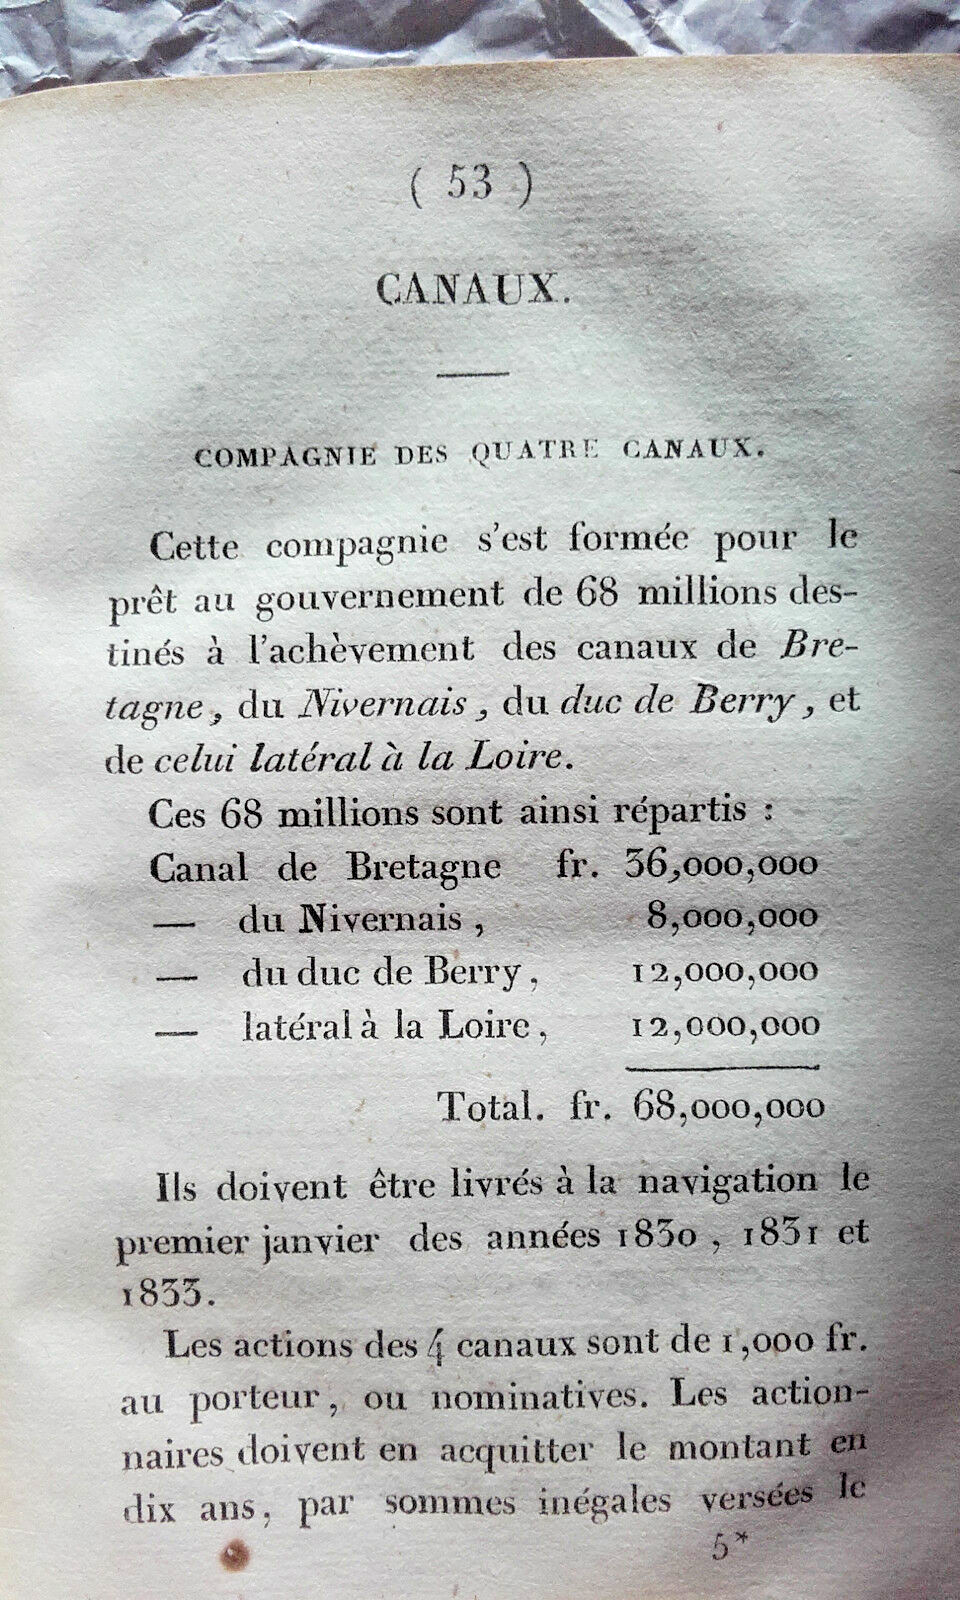 ( 53 )
CANAUX.
COMPAGNIE DES QUATRE CANAUX.
Cette compagnie s'est formée pour le
prêt au gouvernement de 68 millions des-
tinés à l'achèvement des canaux de Bre-
tagne, du Nivernais, du duc de Berry, et
de celui latéral à la Loire.
Ces 68 millions sont ainsi répartis :
Canal de Bretagne fr. 36,000,000
— du Nivernais, 8,000,000
— du duc de Berry, 12,000,000
— latéral à la Loire, 12,000,000
Total. fr. 68,000,000
Ils doivent être livrés à la navigation le
premier janvier des années 1830, 1831 et
1833.
Les actions des 4 canaux sont de 1,000 fr.
au porteur, ou nominatives. Les action-
naires doivent en acquitter le montant en
dix ans, par sommes inégales versées le
5*